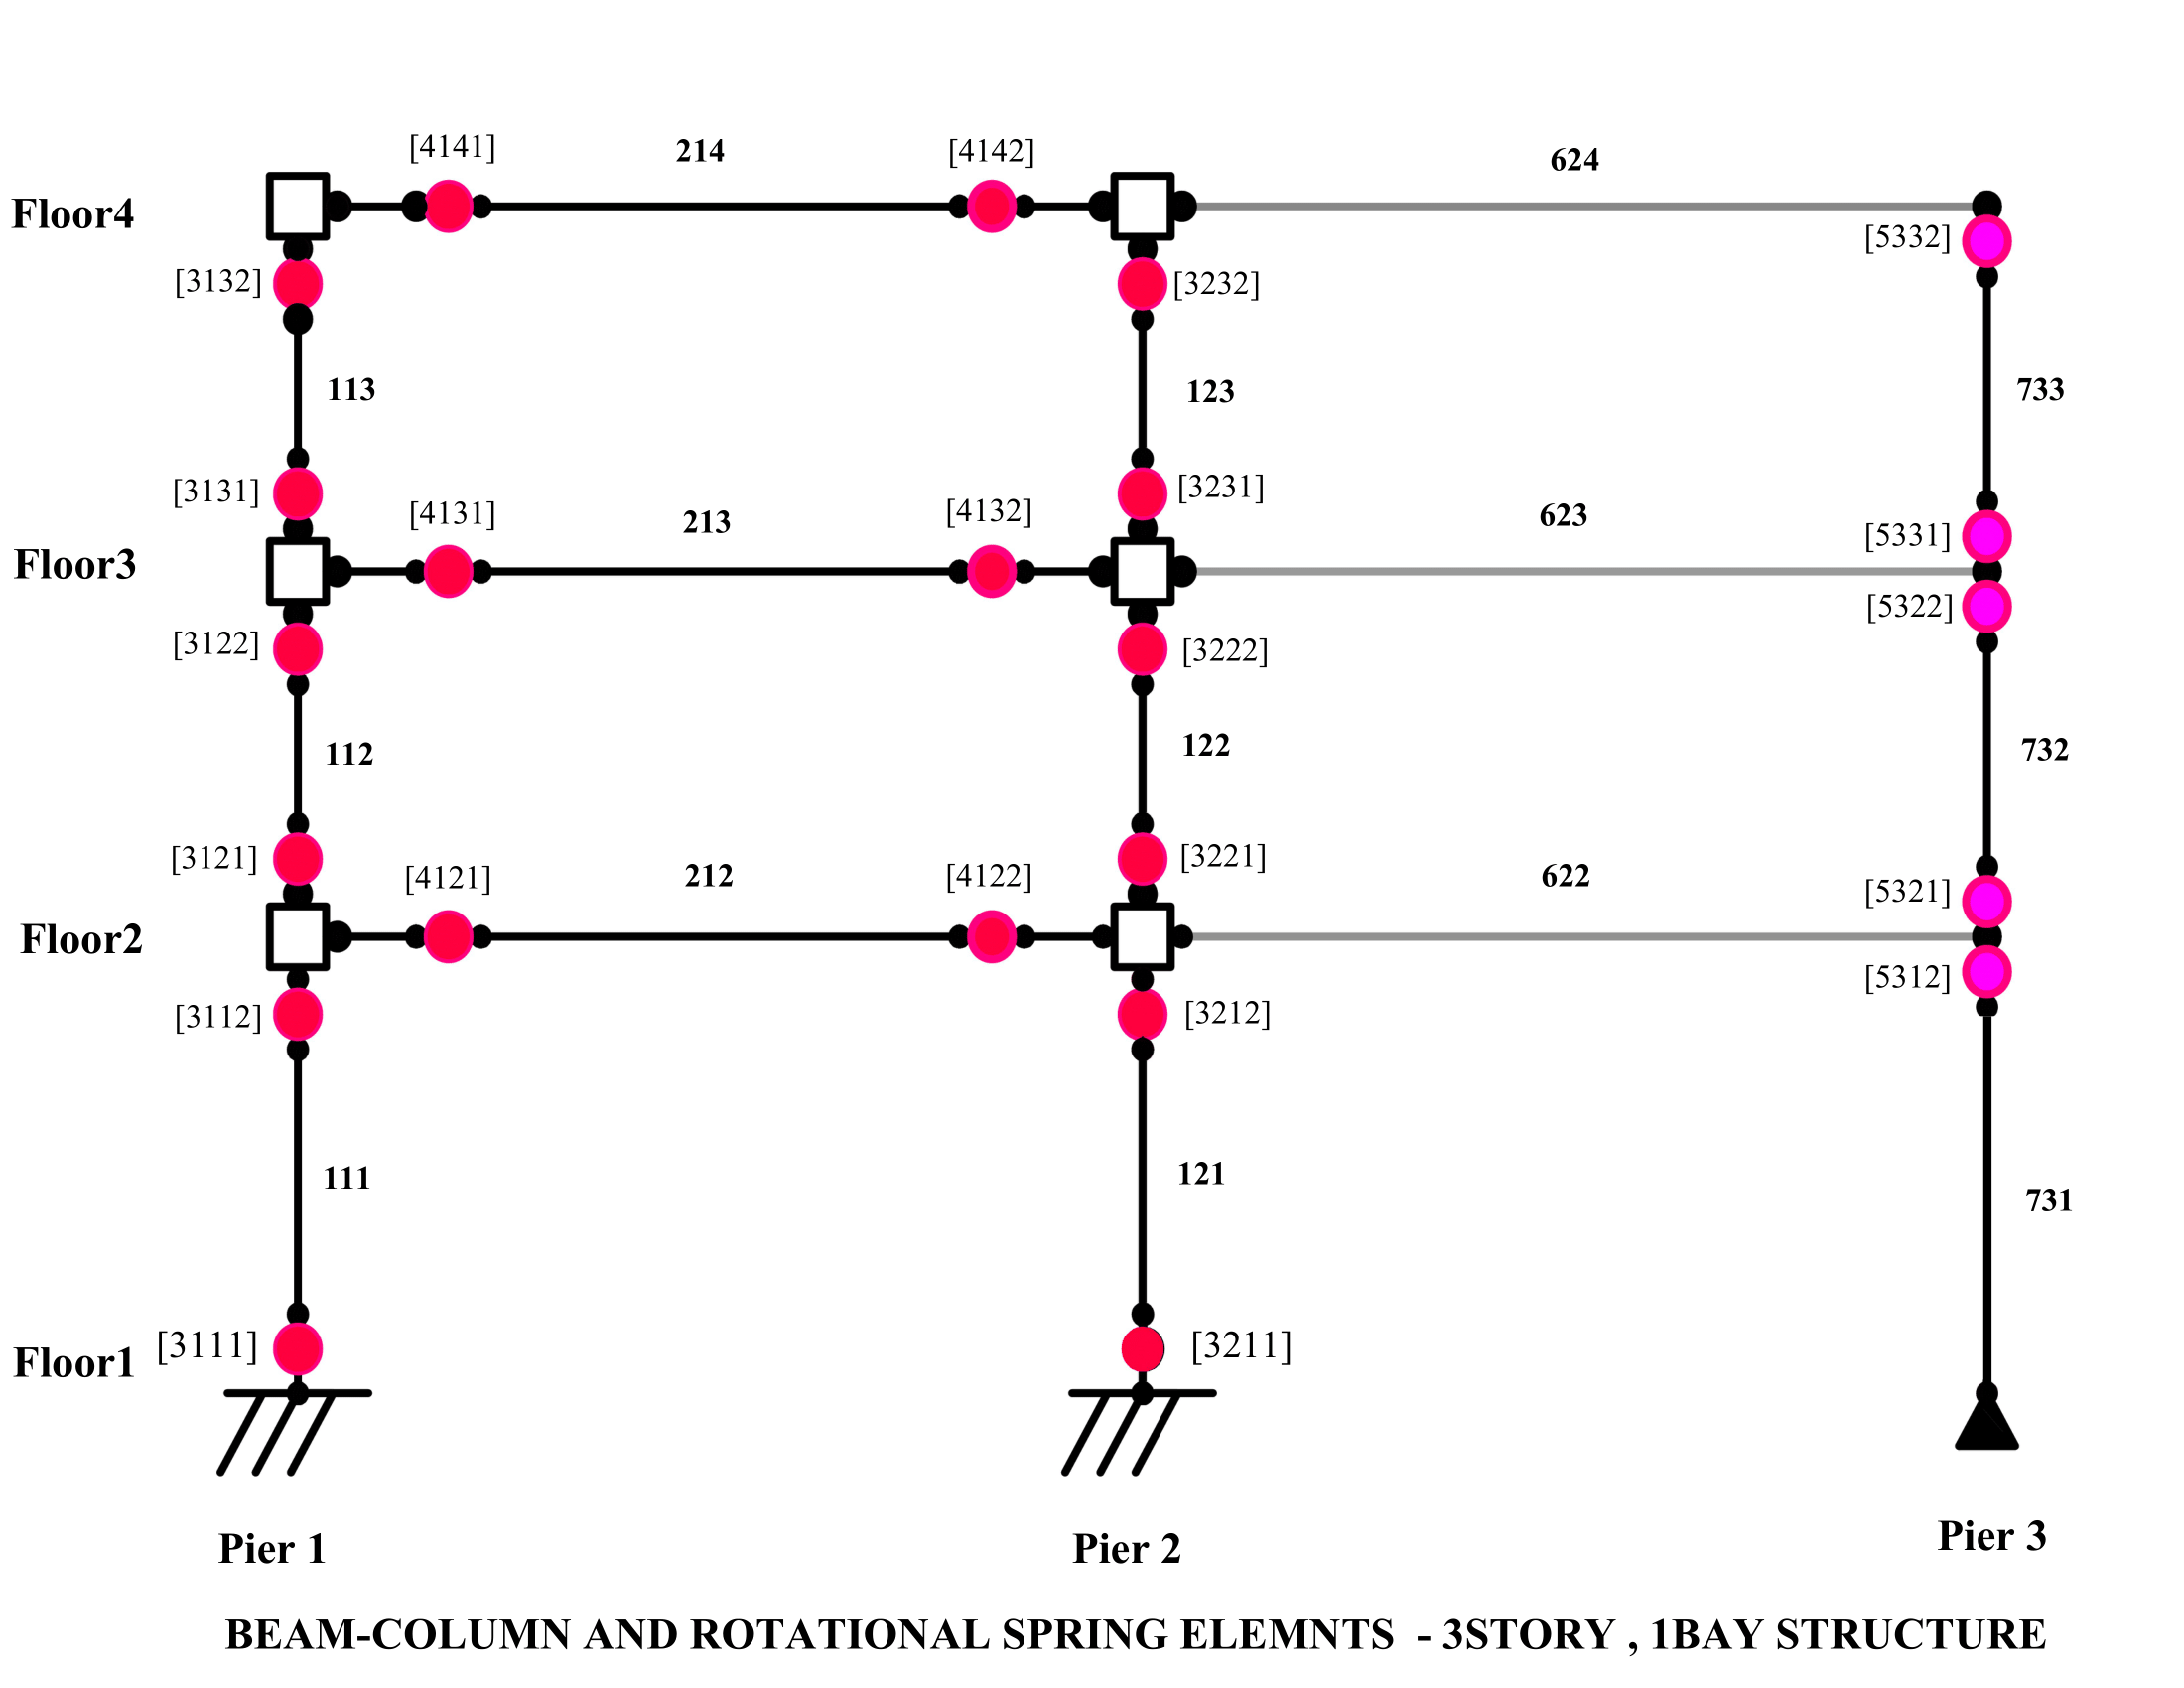 [4141] 214 [4142] 624
Floor4 [5332]
[3132] [3232]
113 123 733
[3131] [3231]
[4131] 213 [4132] 623 [5331]
Floor3
[5322]
[3122] [3222]
112 122 732
[3121] [3221]
[4121] 212 [4122] 622 [5321]
Floor2
[5312]
[3112] [3212]
111 121 731
Floor1 [3111] [3211]
Pier 1 Pier 2 Pier 3
BEAM-COLUMN AND ROTATIONAL SPRING ELEMNTS - 3STORY , 1BAY STRUCTURE